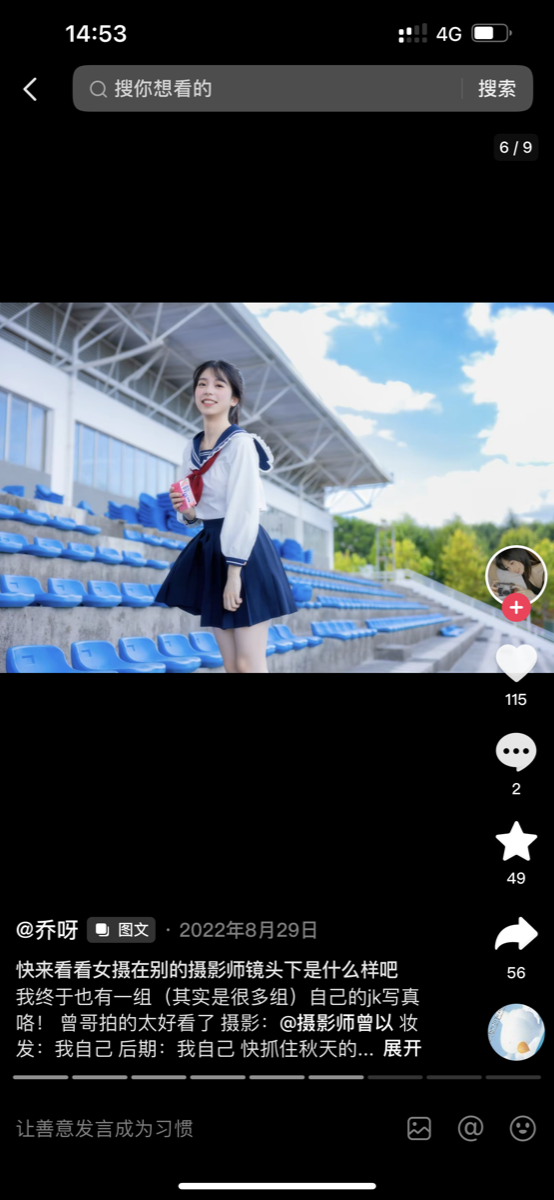 14:53
4G
搜你想看的
搜索
6 / 9
115
2
49
56
@乔呀 图文 · 2022年8月29日
快来看看女摄在别的摄影师镜头下是什么样吧
我终于也有一组（其实是很多组）自己的jk写真
咯！ 曾哥拍的太好看了 摄影：@摄影师曾以 妆
发：我自己 后期：我自己 快抓住秋天的... 展开
让善意发言成为习惯